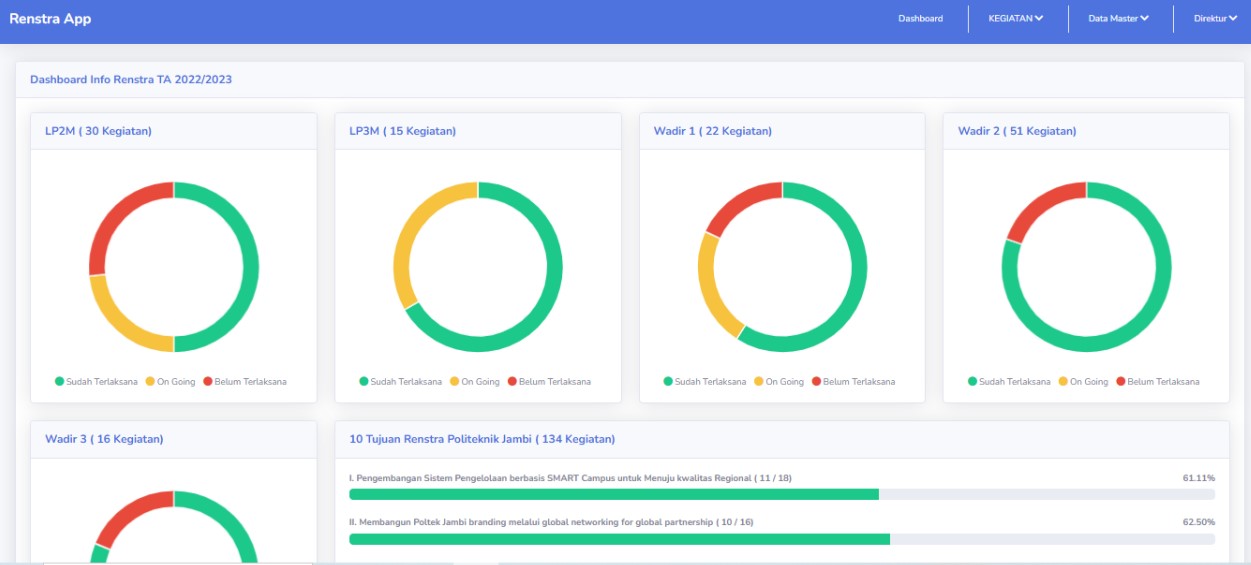 Renstra App
Dashboard
KEGIATAN
Data Master
Direktur
Dashboard Info Renstra TA 2022/2023
LP2M ( 30 Kegiatan)
LP3M ( 15 Kegiatan)
Wadir 1 ( 22 Kegiatan)
Wadir 2 ( 51 Kegiatan)
Sudah Terlaksana On Going Belum Terlaksana
Sudah Terlaksana On Going Belum Terlaksana
Sudah Terlaksana On Going Belum Terlaksana
Sudah Terlaksana On Going Belum Terlaksana
Wadir 3 ( 16 Kegiatan)
10 Tujuan Renstra Politeknik Jambi ( 134 Kegiatan)
I. Pengembangan Sistem Pengelolaan berbasis SMART Campus untuk Menuju kwalitas Regional ( 11 / 18) 61.11%
II. Membangun Poltek Jambi branding melalui global networking for global partnership ( 10 / 16) 62.50%